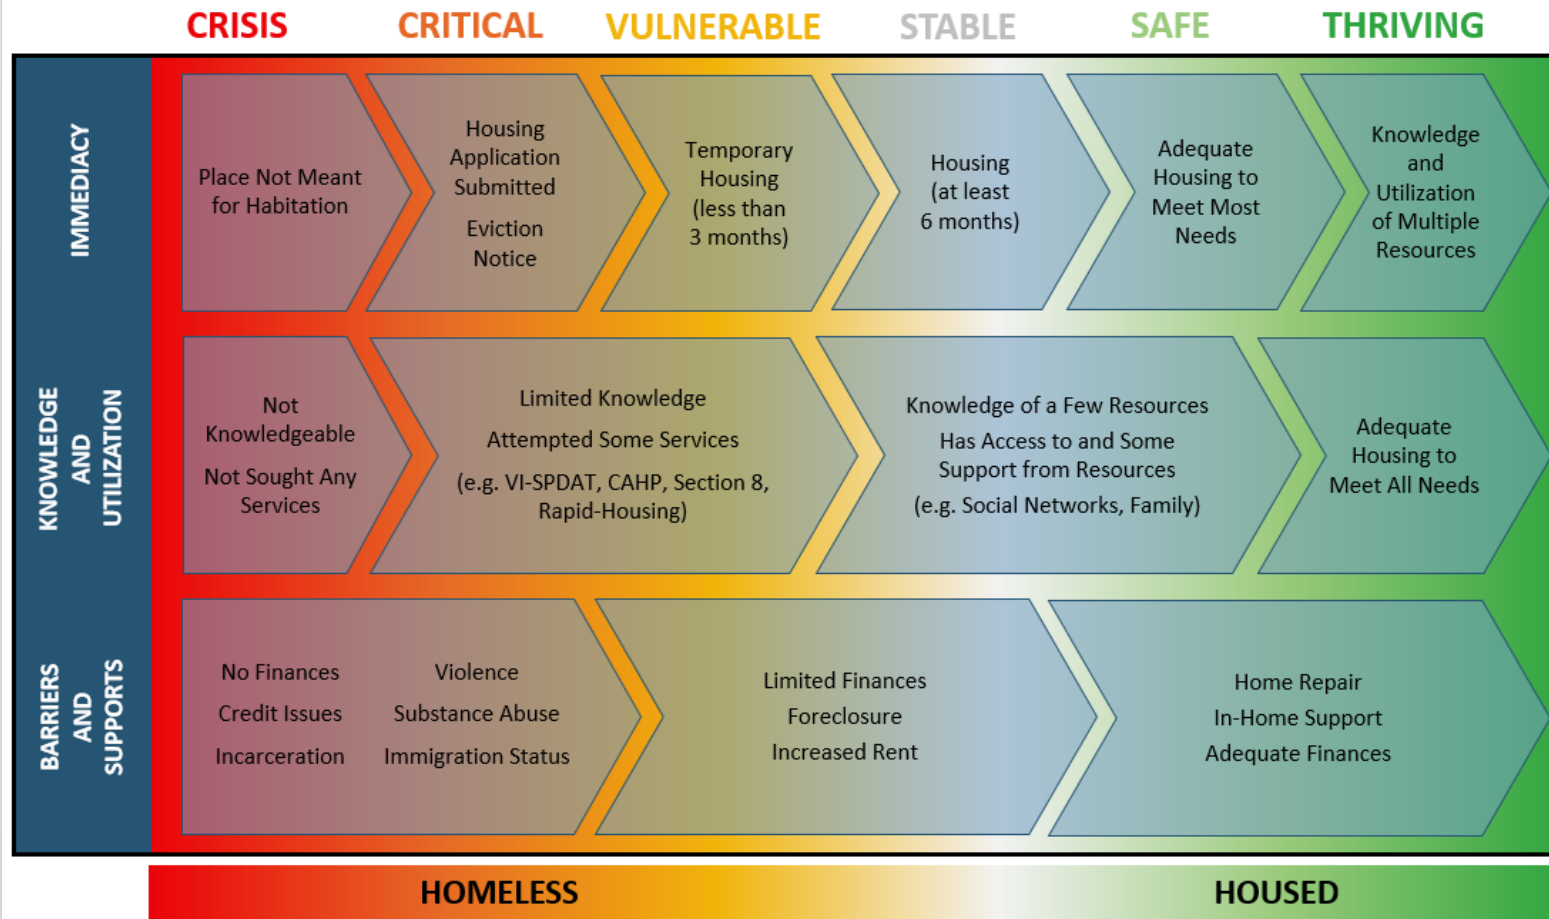 CRISIS
CRITICAL
VULNERABLE
STABLE
SAFE
THRIVING
IMMEDIACY
Place Not Meant
for Habitation
Housing
Application
Submitted
Eviction
Notice
Temporary
Housing
(less than
3 months)
Housing
(at least
6 months)
Adequate
Housing to
Meet Most
Needs
Knowledge
and
Utilization
of Multiple
Resources
KNOWLEDGE
AND
UTILIZATION
Not
Knowledgeable
Not Sought Any
Services
Limited Knowledge
Attempted Some Services
(e.g. VI-SPDAT, CAHP, Section 8,
Rapid-Housing)
Knowledge of a Few Resources
Has Access to and Some
Support from Resources
(e.g. Social Networks, Family)
Adequate
Housing to
Meet All Needs
BARRIERS
AND
SUPPORTS
No Finances
Credit Issues
Incarceration
Violence
Substance Abuse
Immigration Status
Limited Finances
Foreclosure
Increased Rent
Home Repair
In-Home Support
Adequate Finances
HOMELESS
HOUSED